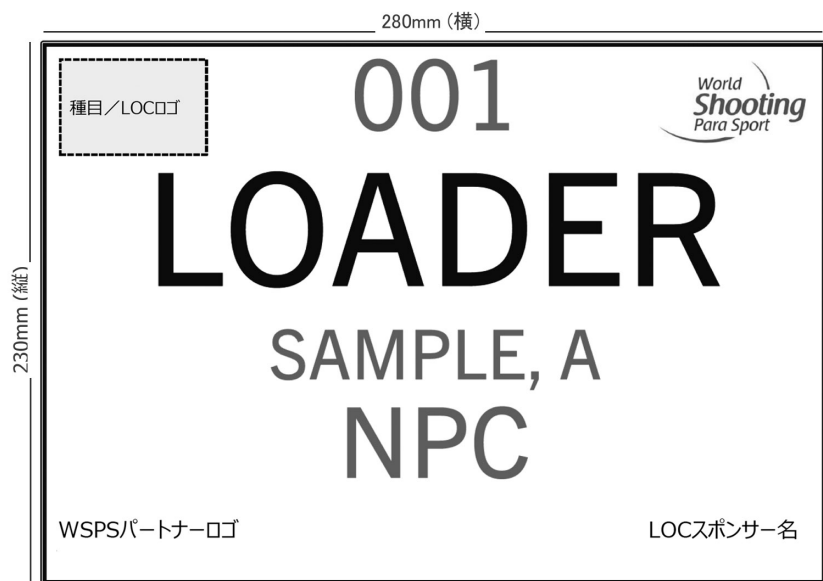 280mm (横)
230mm (縦)
種目/LOCロゴ
001
World
Shooting
Para Sport
LOADER
SAMPLE, A
NPC
WSPSパートナーロゴ
LOCスポンサー名